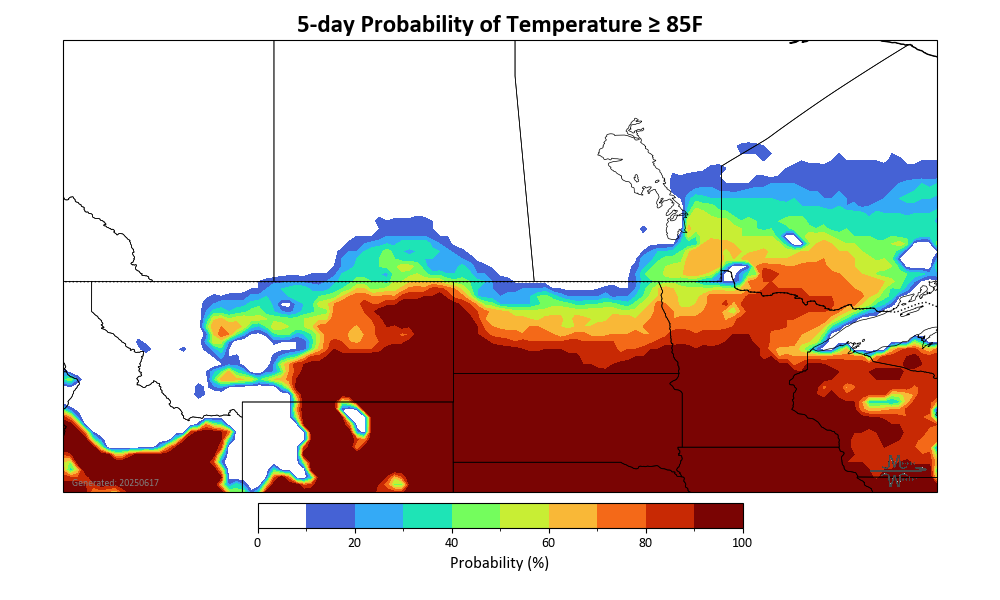 5-day Probability of Temperature ≥ 85F
Generated: 20250617
0 20 40 60 80 100
Probability (%)